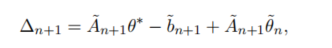 Δ_{n+1} = Ã_{n+1}θ* − b̃_{n+1} + Ã_{n+1}θ̃_n,